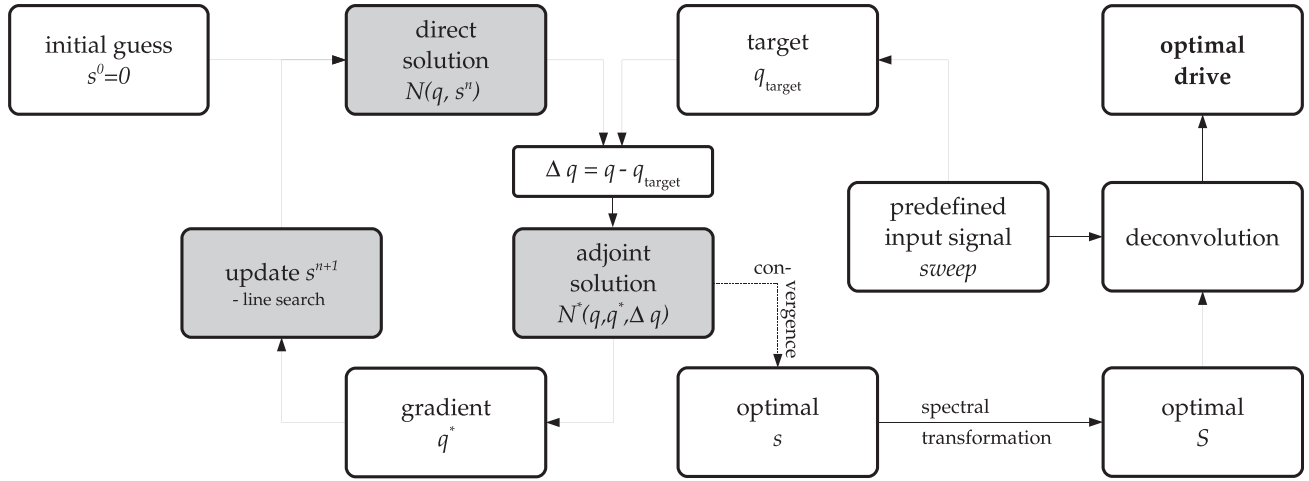 initial guess
s⁰=0
direct
solution
N(q, sⁿ)
target
q_target
optimal
drive
Δ q = q - q_target
predefined
input signal
sweep
deconvolution
update sⁿ⁺¹
- line search
adjoint
solution
N*(q,q*,Δ q)
con-
vergence
gradient
q*
optimal
s
spectral
transformation
optimal
S